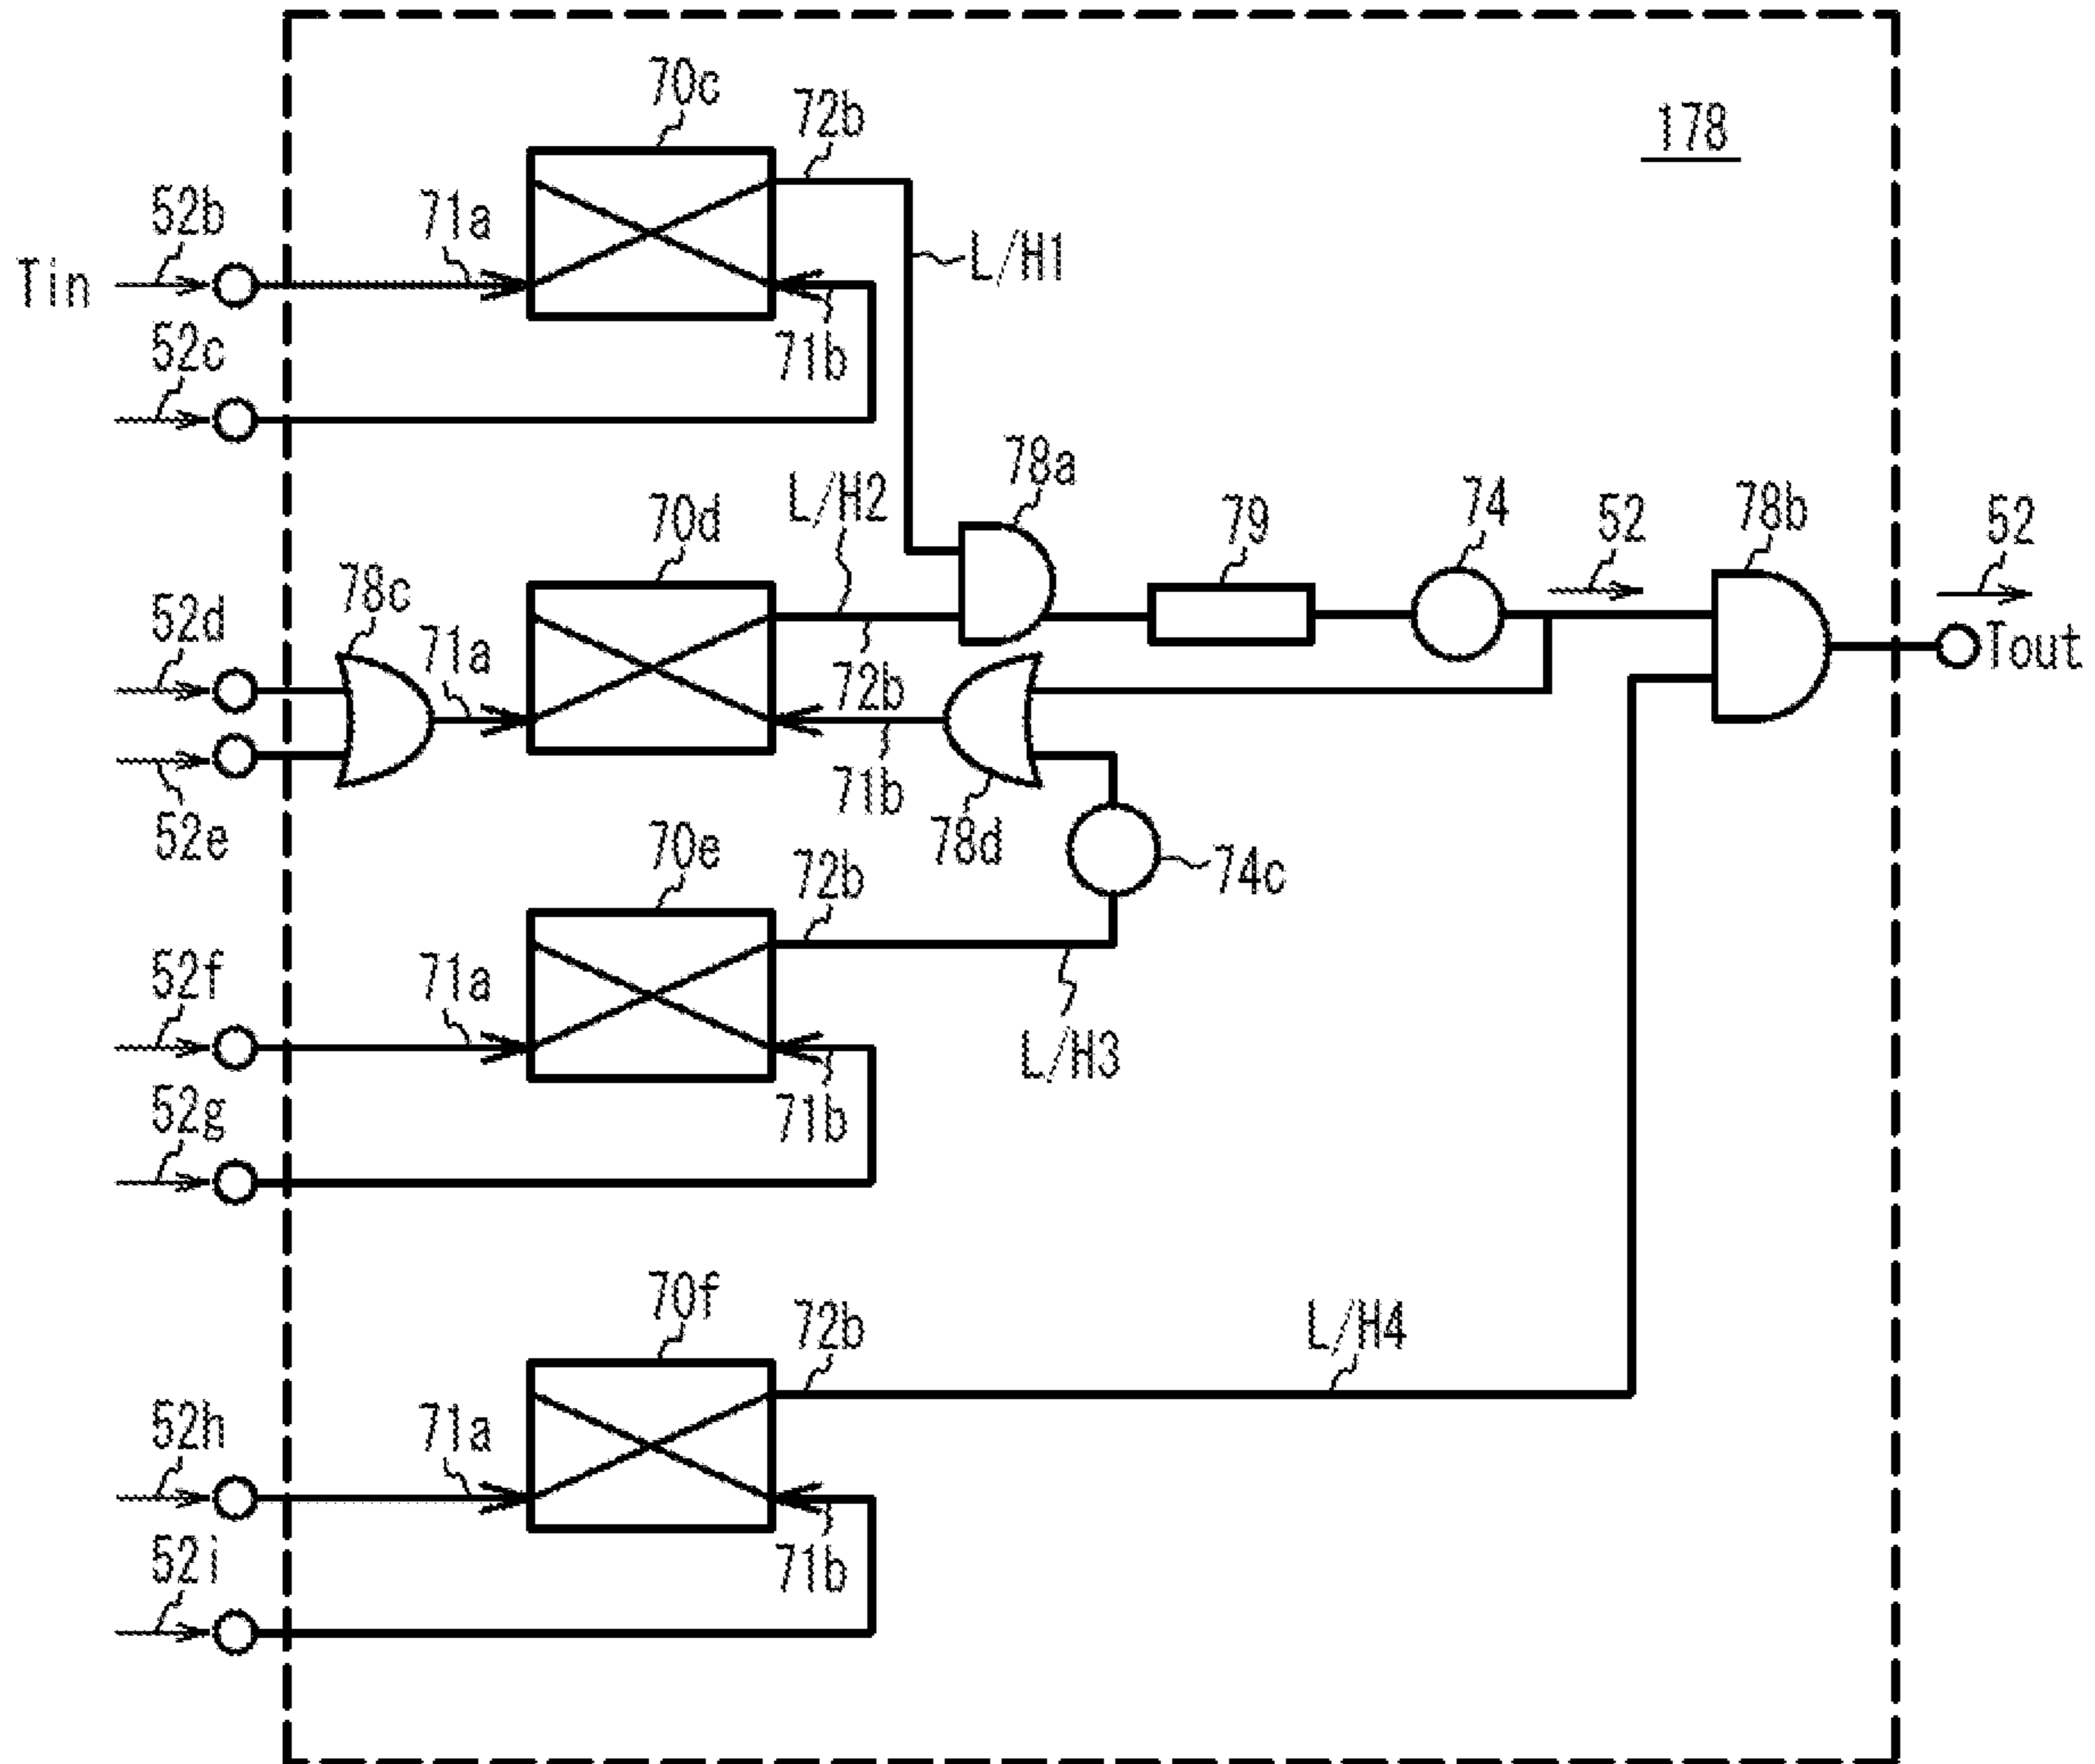 70c
72b
178
52b
71a
Tin
L/H1
52c
71b
78a
L/H2
70d
79
74
52
78b
52
78c
52d
71a
Tout
72b
71b
52e
78d
70e
72b
74c
52f
71a
L/H3
52g
71b
70f
72b
L/H4
52h
71a
52i
71b